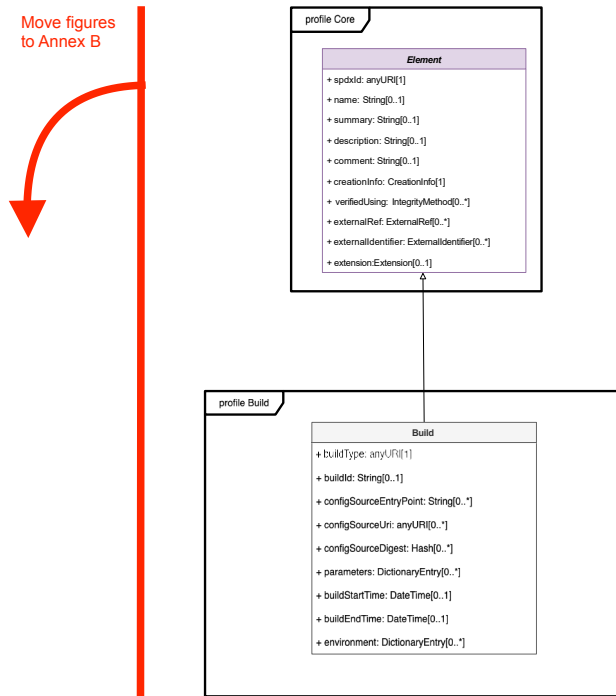 Move figures
to Annex B
profile Core
Element
+ spdxId: anyURI[1]
+ name: String[0..1]
+ summary: String[0..1]
+ description: String[0..1]
+ comment: String[0..1]
+ creationInfo: CreationInfo[1]
+ verifiedUsing: IntegrityMethod[0..*]
+ externalRef: ExternalRef[0..*]
+ externalIdentifier: ExternalIdentifier[0..*]
+ extension:Extension[0..1]
profile Build
Build
+ buildType: anyURI[1]
+ buildId: String[0..1]
+ configSourceEntryPoint: String[0..*]
+ configSourceUri: anyURI[0..*]
+ configSourceDigest: Hash[0..*]
+ parameters: DictionaryEntry[0..*]
+ buildStartTime: DateTime[0..1]
+ buildEndTime: DateTime[0..1]
+ environment: DictionaryEntry[0..*]